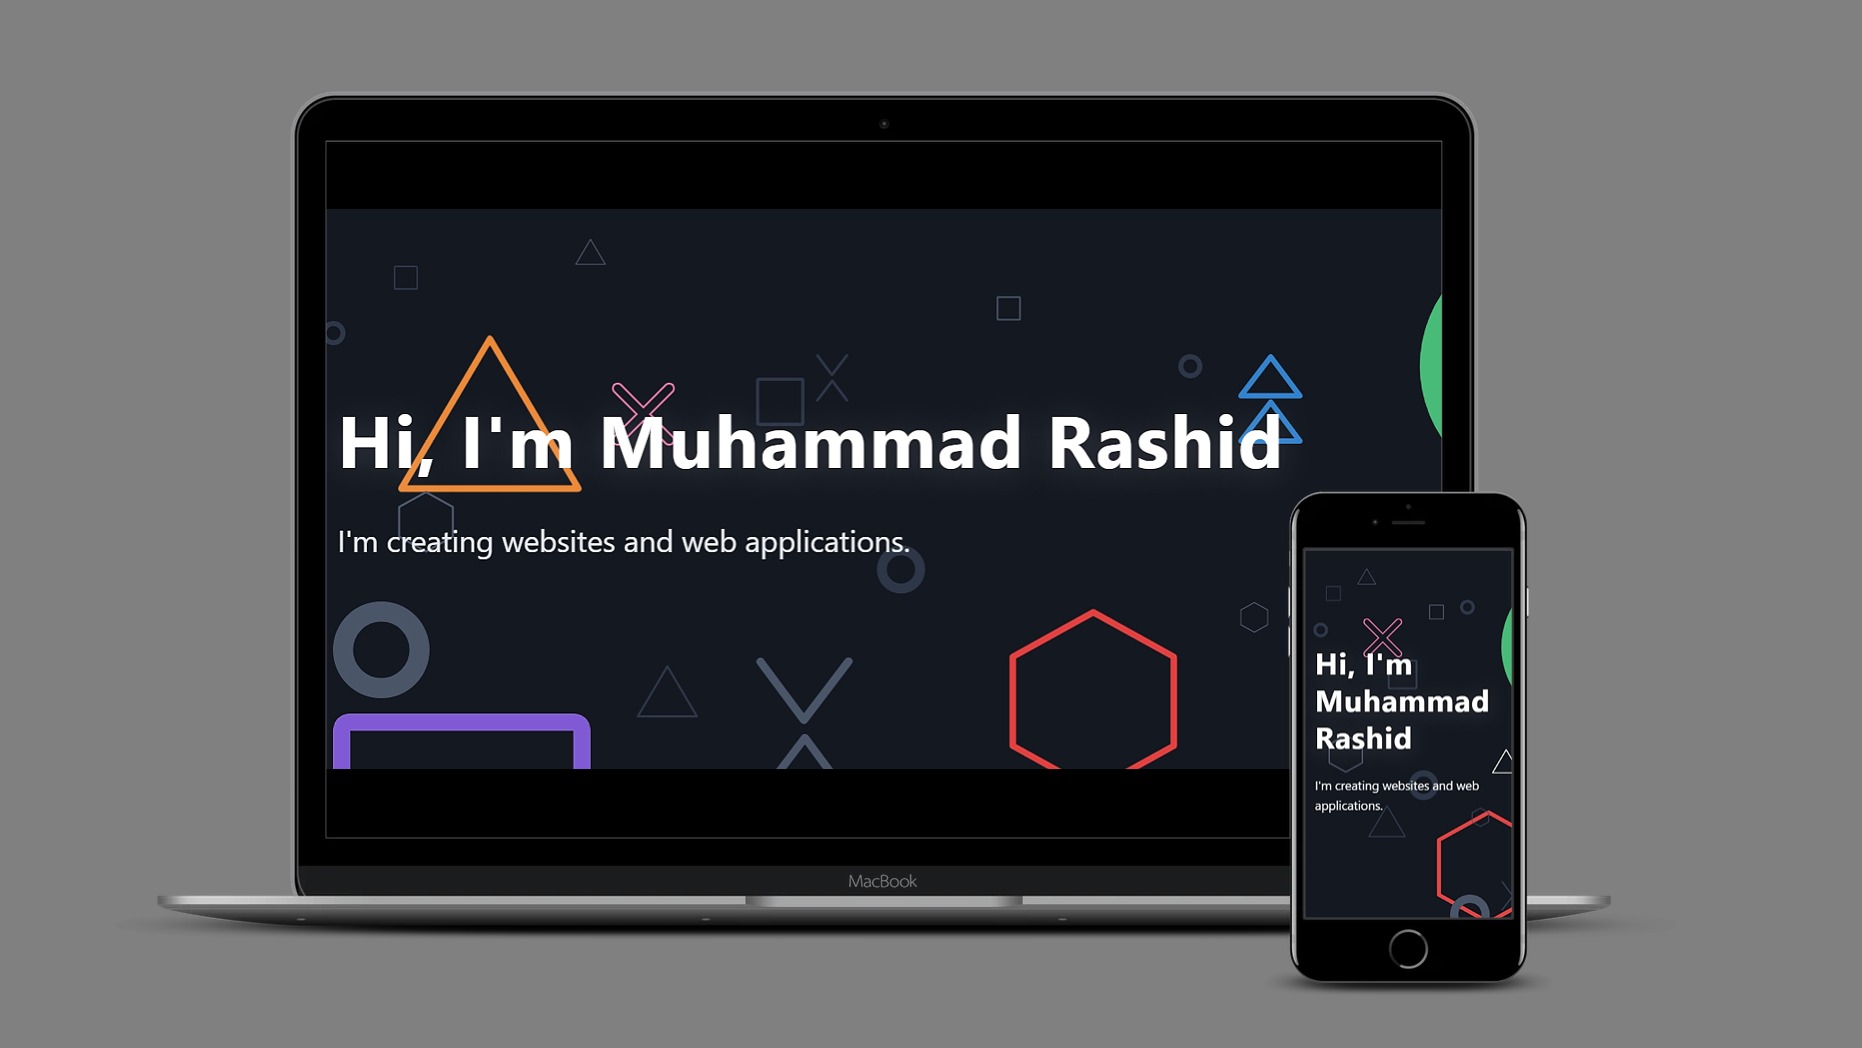 Hi, I'm Muhammad Rashid
I'm creating websites and web applications.
MacBook
Hi, I'm
Muhammad
Rashid
I'm creating websites and web
applications.